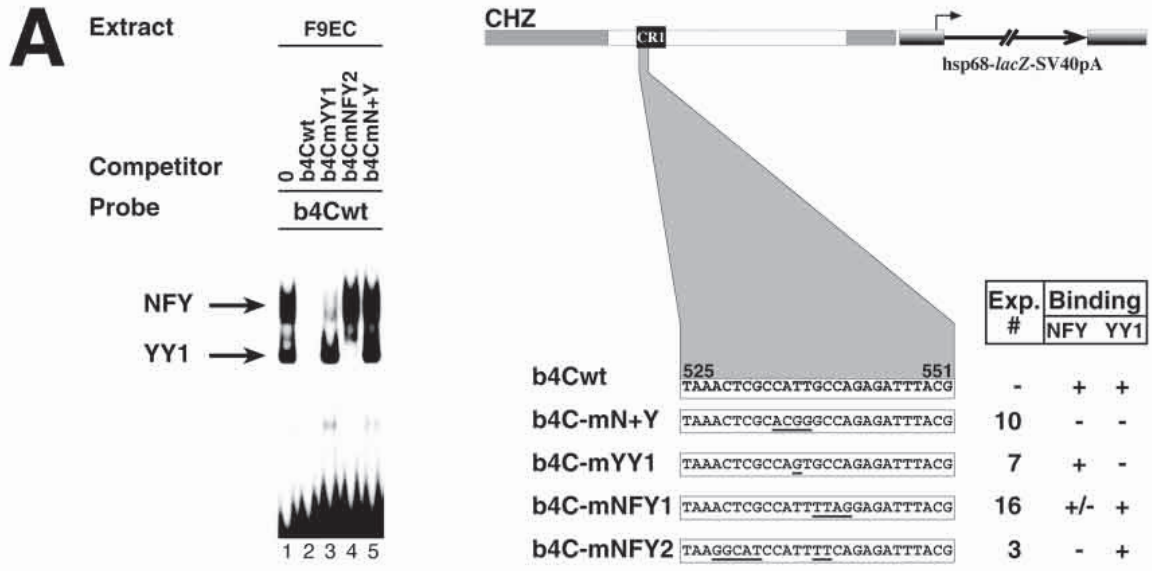 A
Extract
F9EC
Competitor
0
b4Cwt
b4CmYY1
b4CmNFY2
b4CmN+Y
Probe
b4Cwt
NFY
YY1
1 2 3 4 5
CHZ
CR1
hsp68-lacZ-SV40pA
Exp. #
Binding
NFY YY1
525 551
b4Cwt TAAACTCGCCATTGCCAGAGATTTACG - + +
b4C-mN+Y TAAACTCGCACGGGCCAGAGATTTACG 10 - -
b4C-mYY1 TAAACTCGCCAGTGCCAGAGATTTACG 7 + -
b4C-mNFY1 TAAACTCGCCATTTTAGGAGATTTACG 16 +/- +
b4C-mNFY2 TAAGGCATCCATTTTCAGAGATTTACG 3 - +